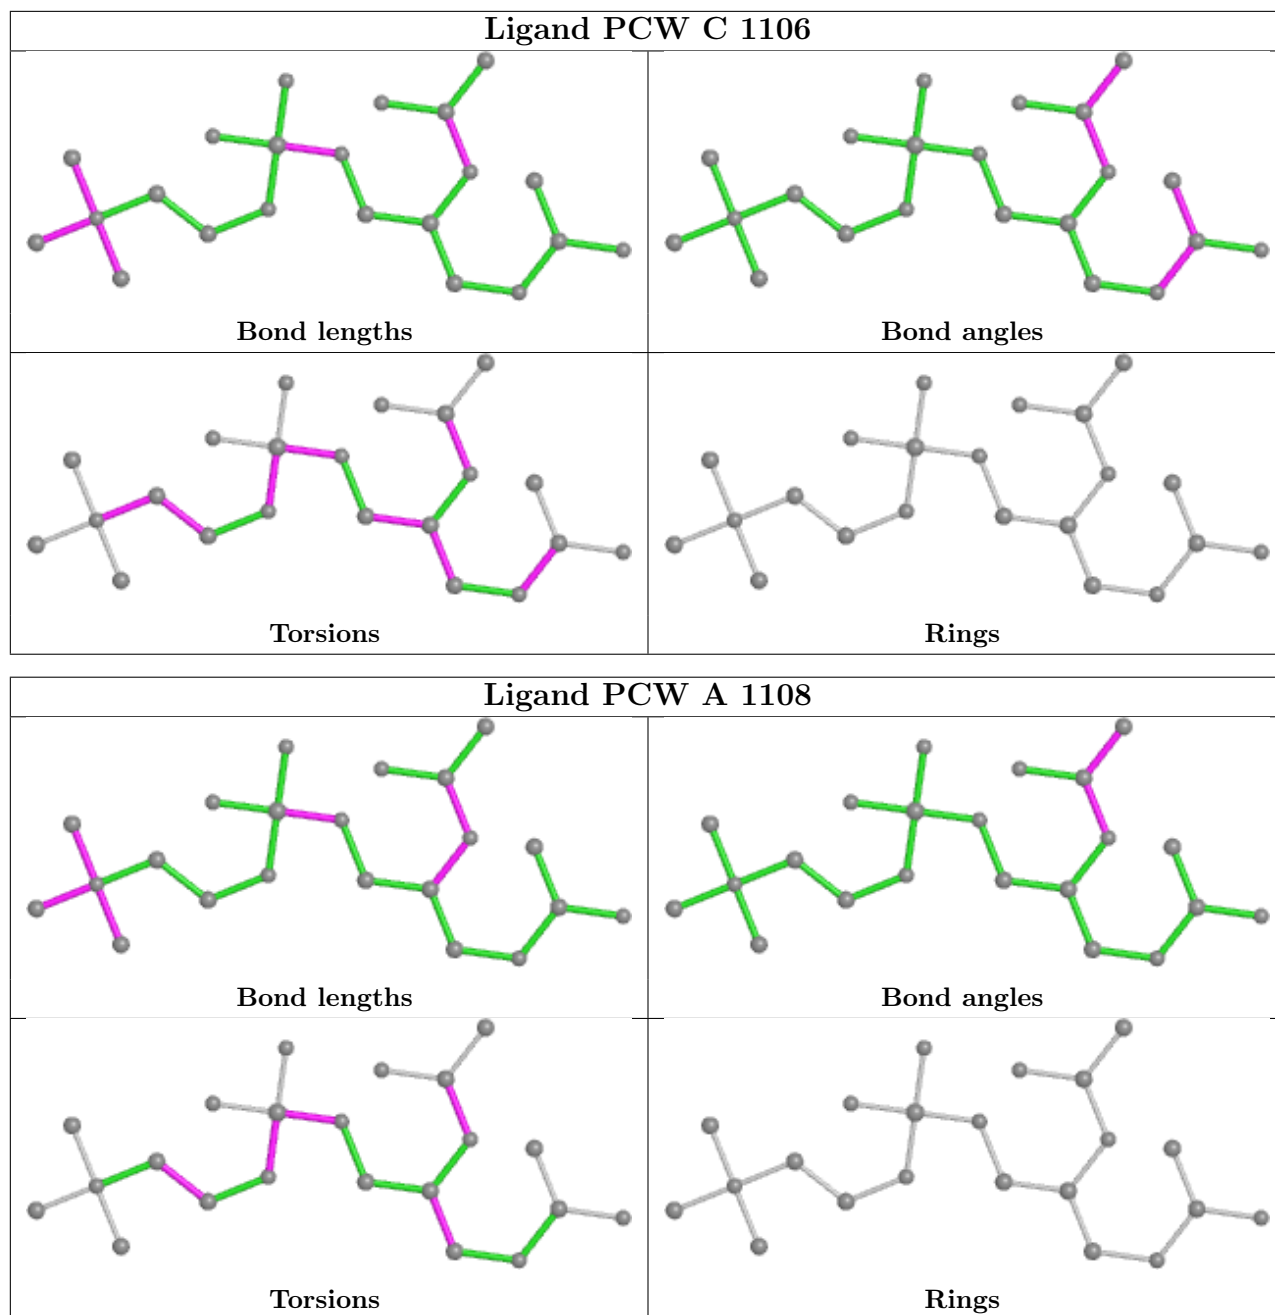 Ligand PCW C 1106
Bond lengths
Bond angles
Torsions
Rings
Ligand PCW A 1108
Bond lengths
Bond angles
Torsions
Rings